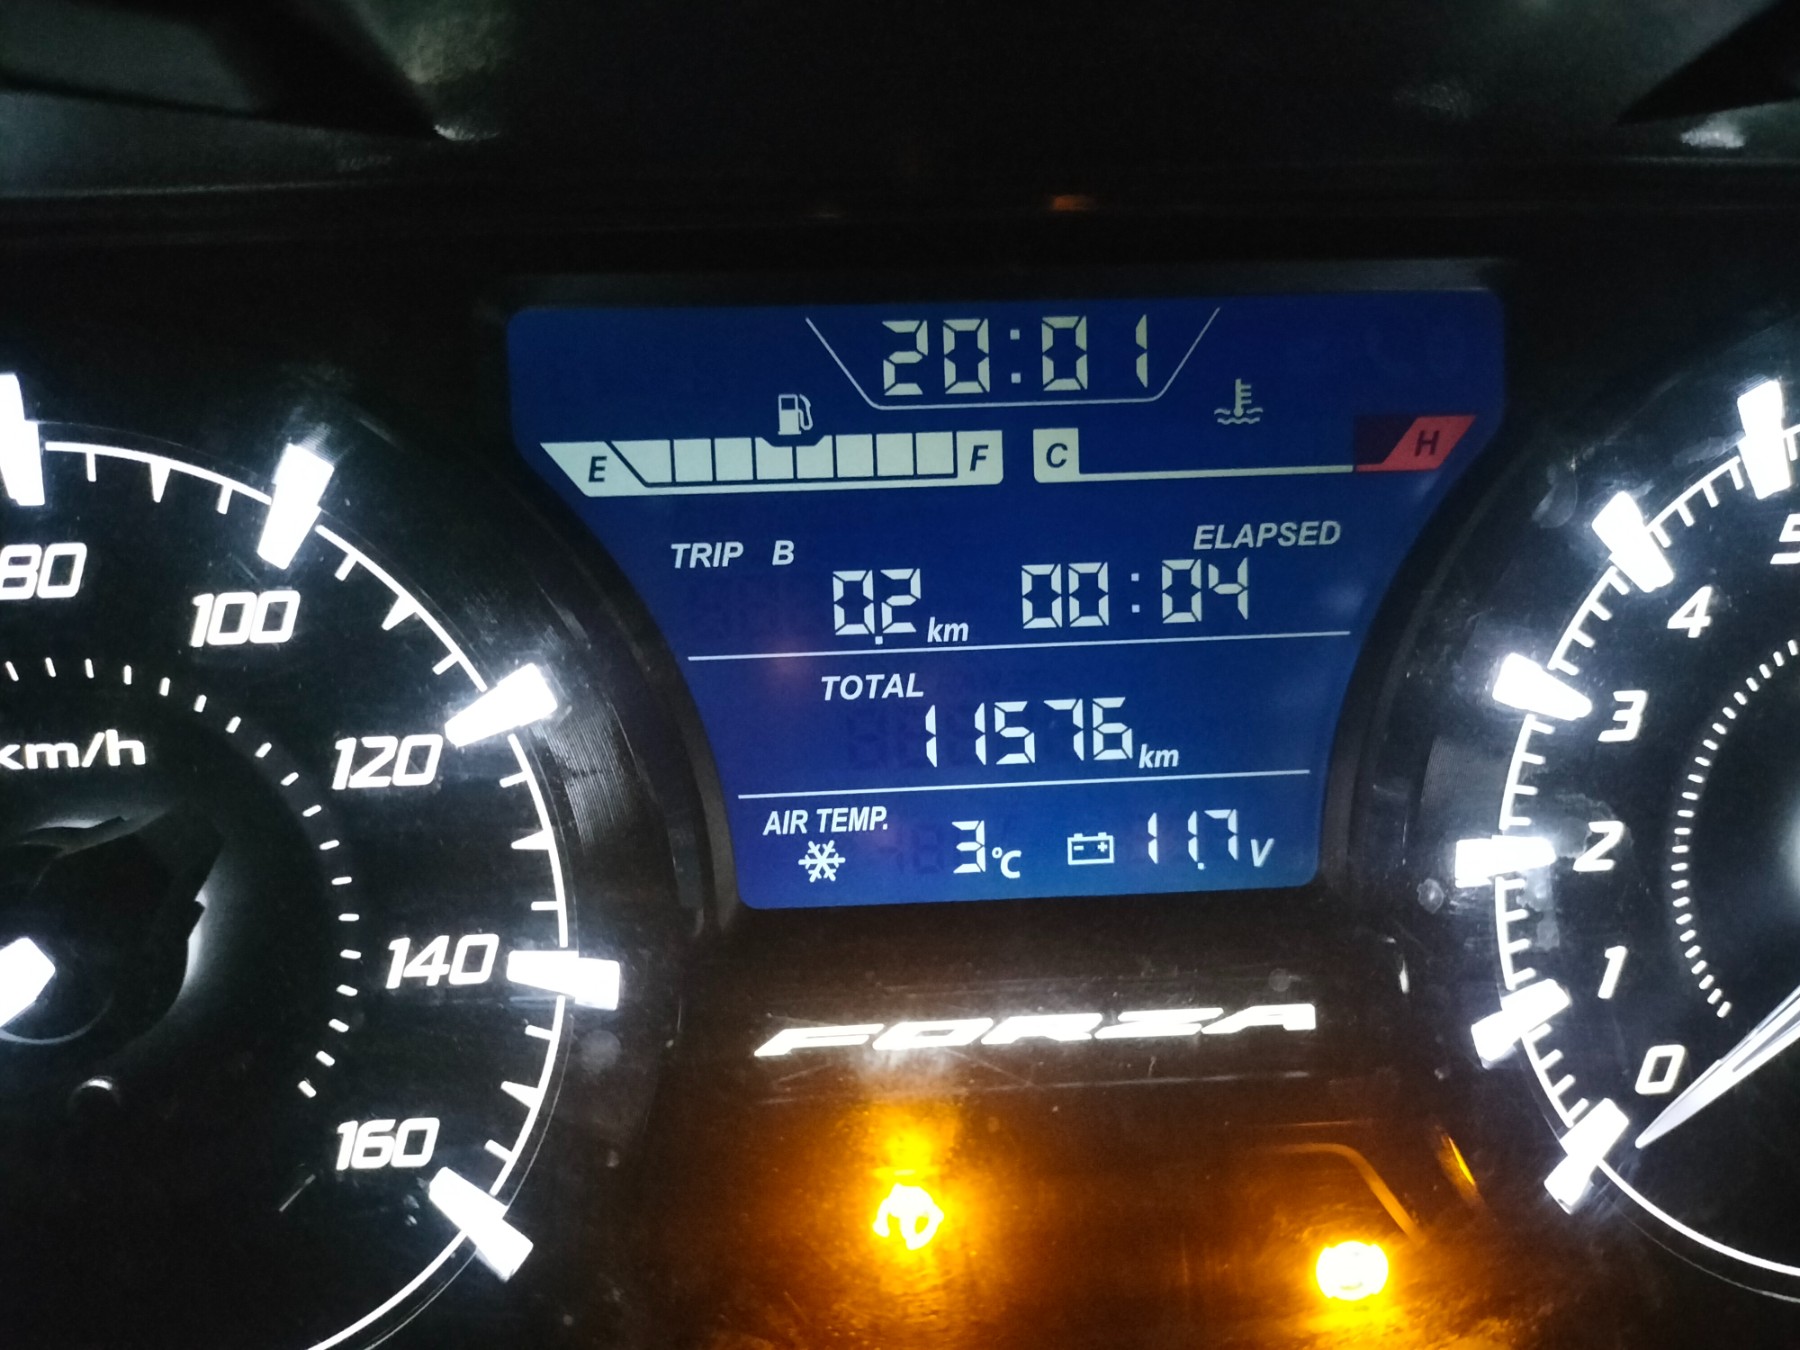 20:01
E F C H
TRIP B ELAPSED
0.2 km 00:04
TOTAL
11576 km
AIR TEMP.
3 °C 11.7 V
FORZA
80
100
120
140
160
km/h
5
4
3
2
1
0